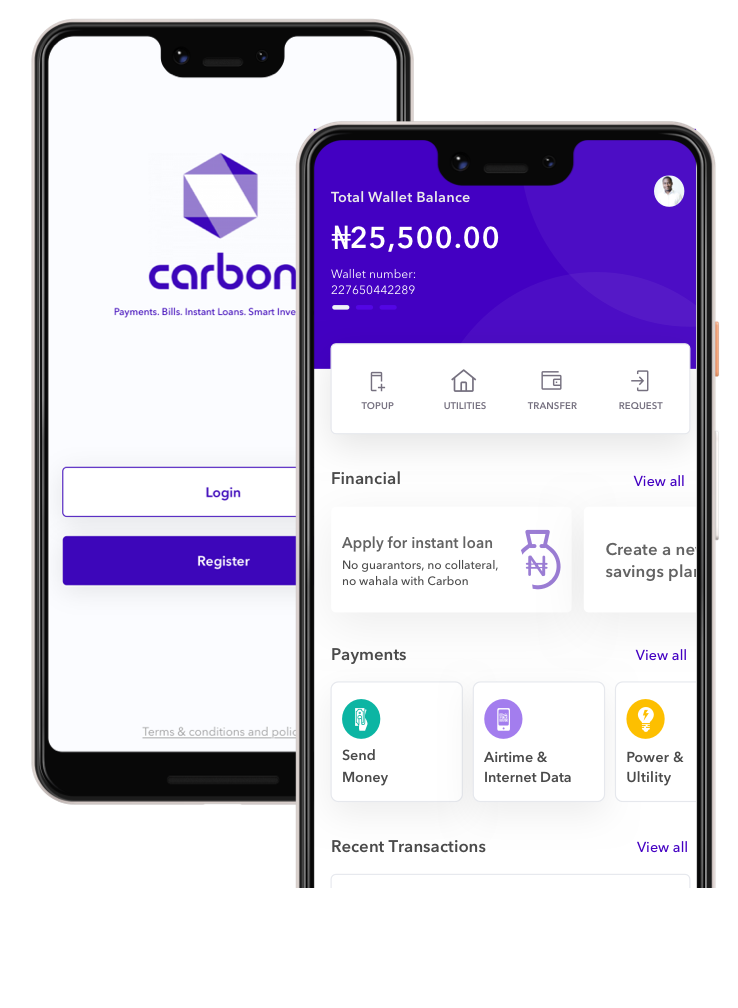 carbon
Payments. Bills. Instant Loans. Smart Inve
Login
Register
Terms & conditions and polic
Total Wallet Balance
₦25,500.00
Wallet number:
227650442289
TOPUP
UTILITIES
TRANSFER
REQUEST
Financial
View all
Apply for instant loan
No guarantors, no collateral,
no wahala with Carbon
₦
Create a ne
savings plan
Payments
View all
Send
Money
Airtime &
Internet Data
Power &
Ultility
Recent Transactions
View all